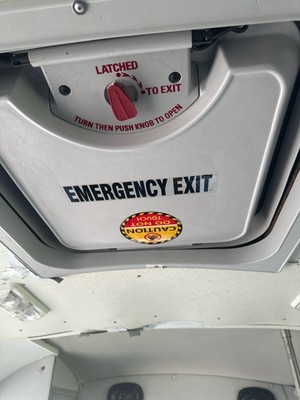 LATCHED
TO EXIT
TURN THEN PUSH KNOB TO OPEN
EMERGENCY EXIT
CAUTION
DO NOT
TOUCH